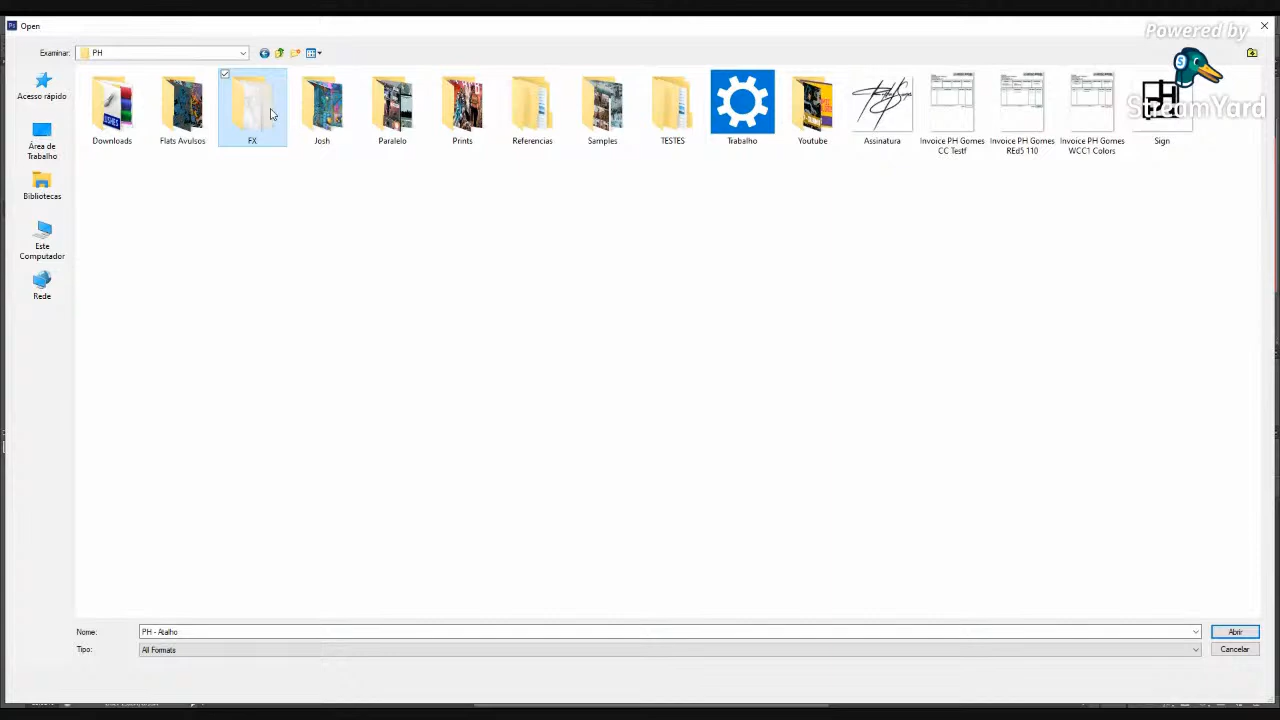 Open
Powered by
StreamYard
Examinar:
PH
Acesso rápido
Área de
Trabalho
Bibliotecas
Este
Computador
Rede
Downloads
Flats Avulsos
FX
Josh
Paralelo
Prints
Referencias
Samples
TESTES
Trabalho
Youtube
Assinatura
Invoice PH Gomes
CC Testf
Invoice PH Gomes
REd5 110
Invoice PH Gomes
WCC1 Colors
Sign
Nome:
PH - Atalho
Abrir
Tipo:
All Formats
Cancelar